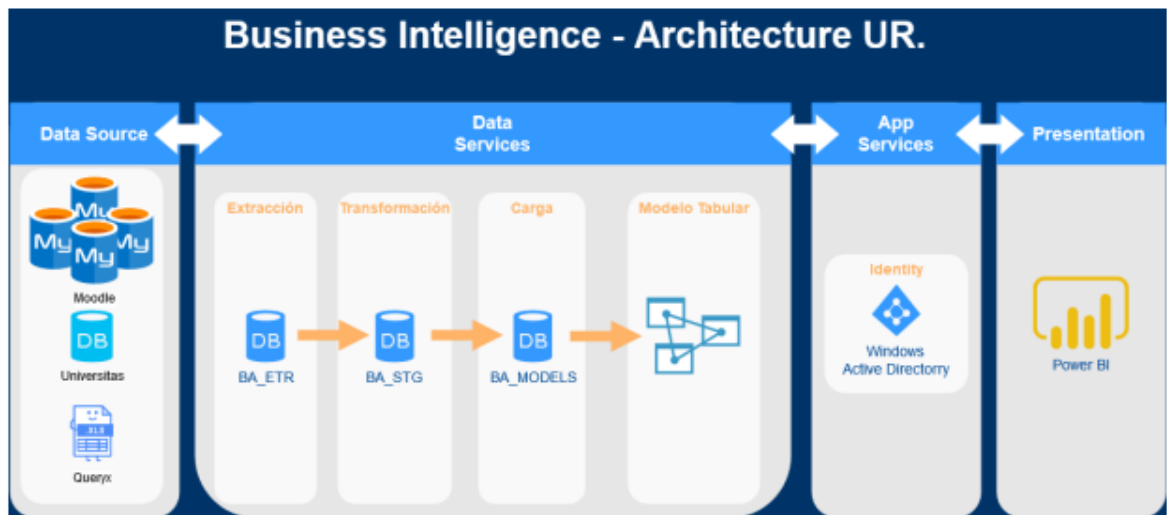 Business Intelligence - Architecture UR.
Data Source
Data
Services
App
Services
Presentation
My
My
My
My
Moodle
DB
Universitas
.XLS
Queryx
Extracción
DB
BA_ETR
Transformación
DB
BA_STG
Carga
DB
BA_MODELS
Modelo Tabular
Identity
Windows
Active Directorry
Power BI